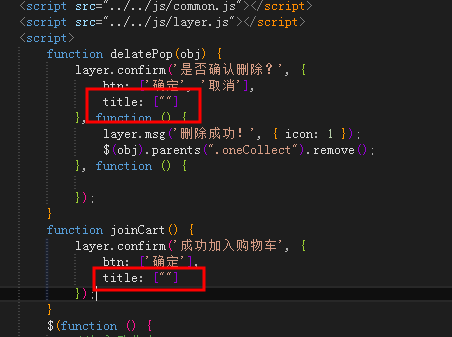 <script src="../../js/common.js"></script>
<script src="../../js/layer.js"></script>
<script>
function delatePop(obj) {
layer.confirm('是否确认删除？', {
btn: ['确定', '取消'],
title: [""]
}, function () {
layer.msg('删除成功！', { icon: 1 });
$(obj).parents(".oneCollect").remove();
}, function () {
});
}
function joinCart() {
layer.confirm('成功加入购物车', {
btn: ['确定'],
title: [""]
});
}
$(function () {